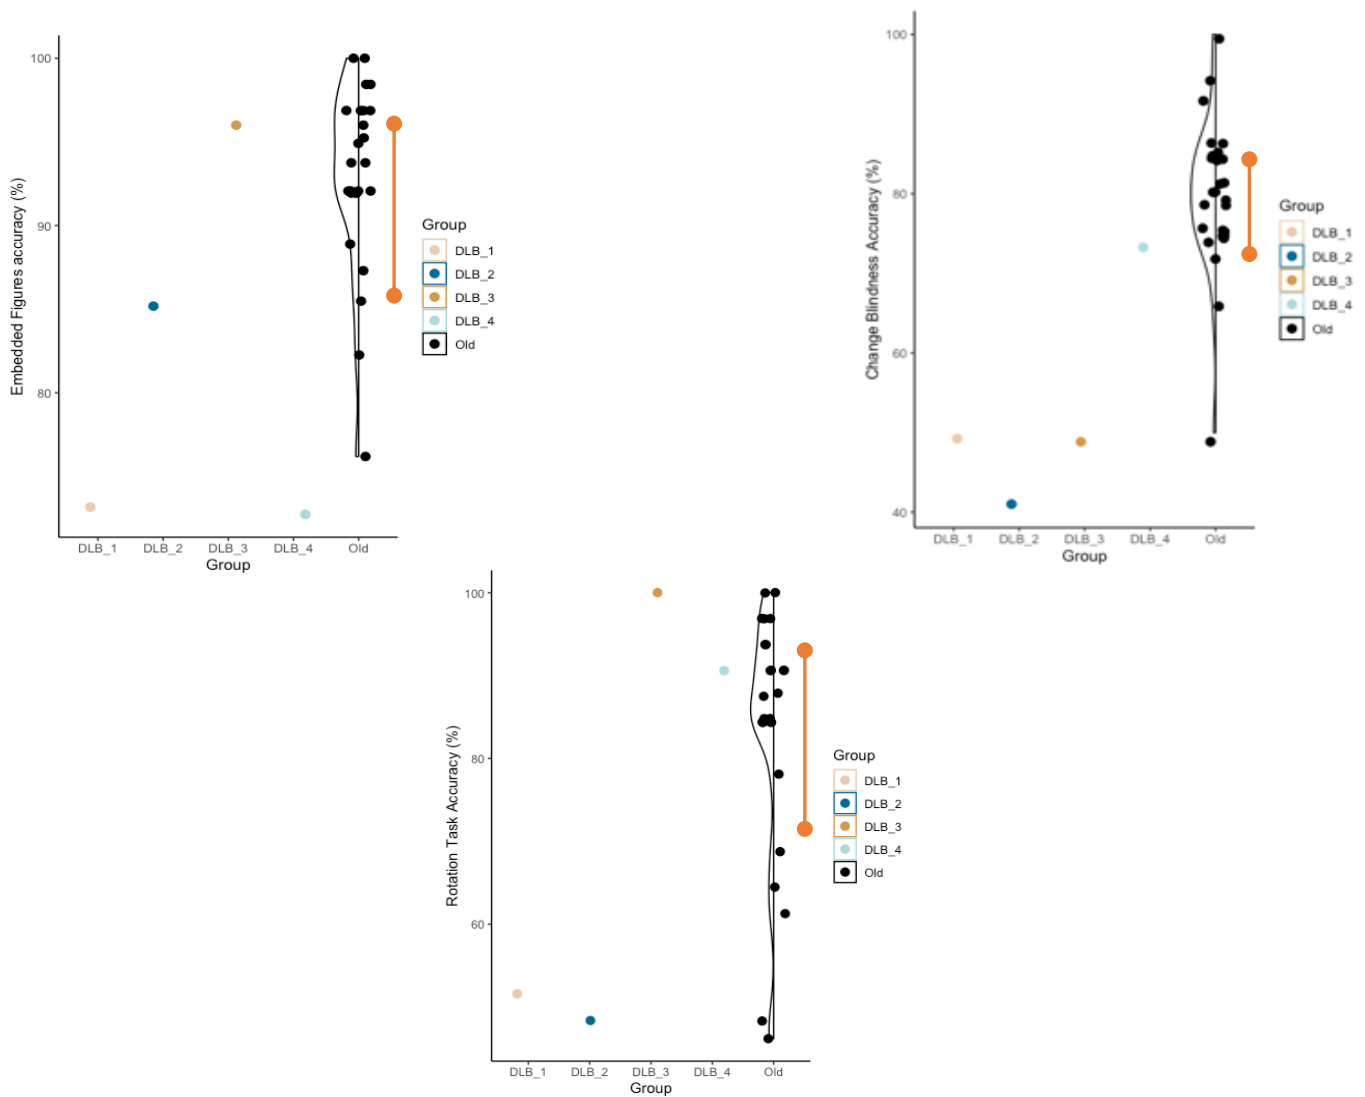 Embedded Figures accuracy (%)
100
90
80
DLB_1
DLB_2
DLB_3
DLB_4
Old
Group
Group
DLB_1
DLB_2
DLB_3
DLB_4
Old
Change Blindness Accuracy (%)
100
80
60
40
DLB_1
DLB_2
DLB_3
DLB_4
Old
Group
Group
DLB_1
DLB_2
DLB_3
DLB_4
Old
Rotation Task Accuracy (%)
100
80
60
DLB_1
DLB_2
DLB_3
DLB_4
Old
Group
Group
DLB_1
DLB_2
DLB_3
DLB_4
Old